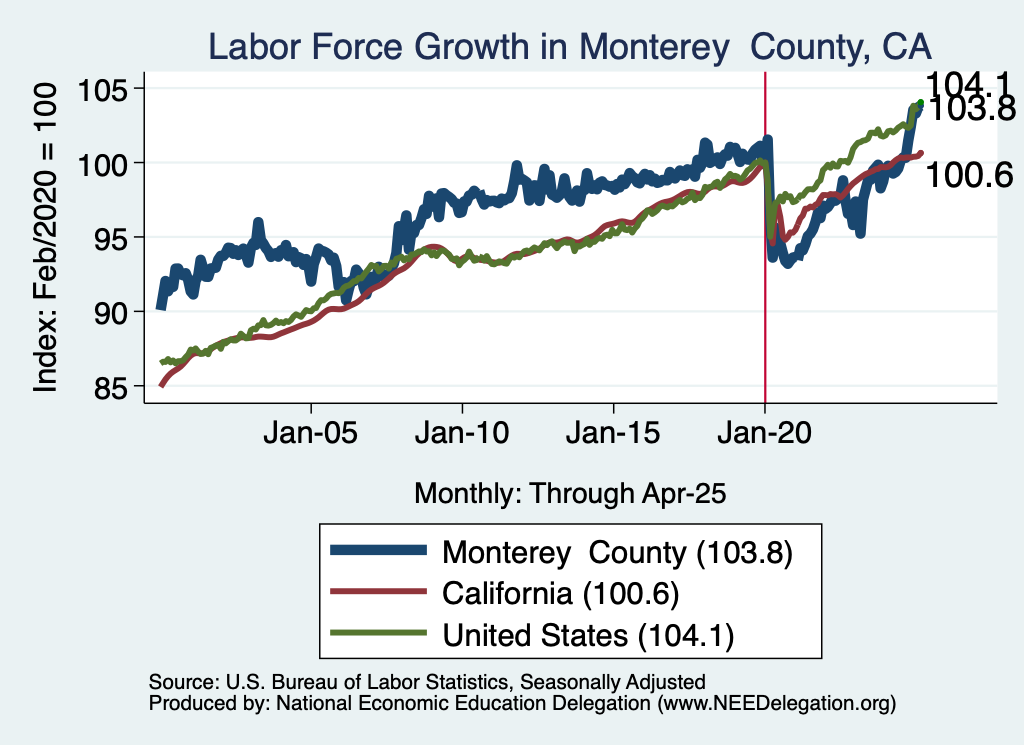 Labor Force Growth in Monterey  County, CA
Index: Feb/2020 = 100
105
100
95
90
85
104.1
103.8
100.6
Jan-05 Jan-10 Jan-15 Jan-20
Monthly: Through Apr-25
Monterey  County (103.8)
California (100.6)
United States (104.1)
Source: U.S. Bureau of Labor Statistics, Seasonally Adjusted
Produced by: National Economic Education Delegation (www.NEEDelegation.org)